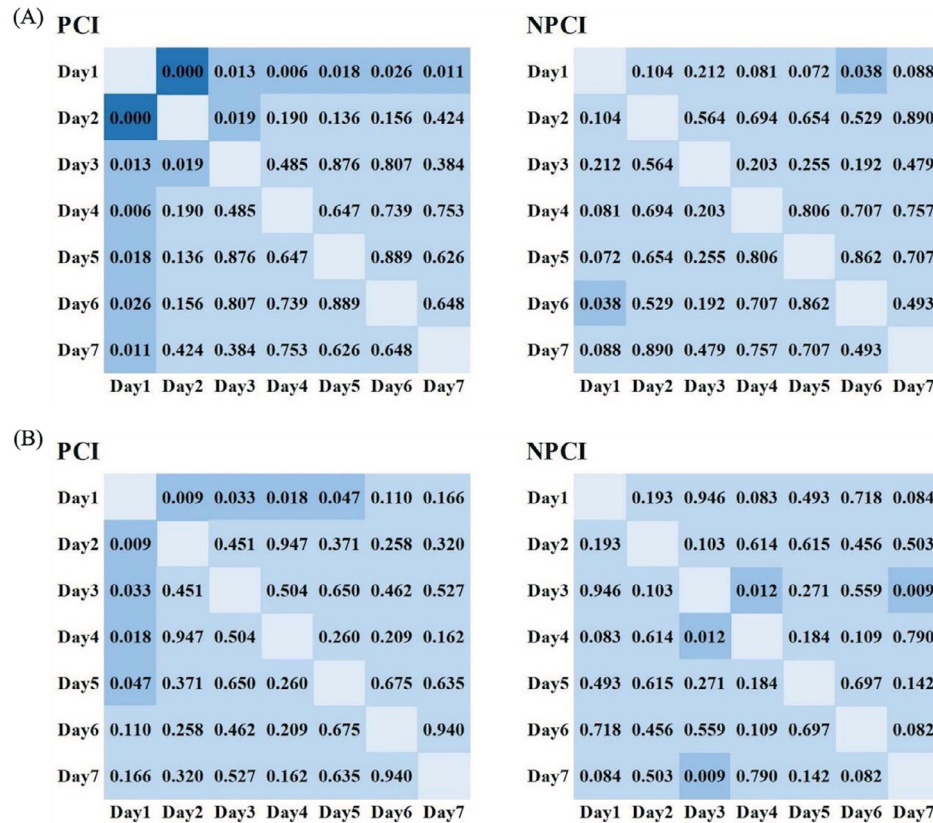 (A)
PCI
Day1 0.000 0.013 0.006 0.018 0.026 0.011
Day2 0.000 0.019 0.190 0.136 0.156 0.424
Day3 0.013 0.019 0.485 0.876 0.807 0.384
Day4 0.006 0.190 0.485 0.647 0.739 0.753
Day5 0.018 0.136 0.876 0.647 0.889 0.626
Day6 0.026 0.156 0.807 0.739 0.889 0.648
Day7 0.011 0.424 0.384 0.753 0.626 0.648
Day1 Day2 Day3 Day4 Day5 Day6 Day7
NPCI
Day1 0.104 0.212 0.081 0.072 0.038 0.088
Day2 0.104 0.564 0.694 0.654 0.529 0.890
Day3 0.212 0.564 0.203 0.255 0.192 0.479
Day4 0.081 0.694 0.203 0.806 0.707 0.757
Day5 0.072 0.654 0.255 0.806 0.862 0.707
Day6 0.038 0.529 0.192 0.707 0.862 0.493
Day7 0.088 0.890 0.479 0.757 0.707 0.493
Day1 Day2 Day3 Day4 Day5 Day6 Day7
(B)
PCI
Day1 0.009 0.033 0.018 0.047 0.110 0.166
Day2 0.009 0.451 0.947 0.371 0.258 0.320
Day3 0.033 0.451 0.504 0.650 0.462 0.527
Day4 0.018 0.947 0.504 0.260 0.209 0.162
Day5 0.047 0.371 0.650 0.260 0.675 0.635
Day6 0.110 0.258 0.462 0.209 0.675 0.940
Day7 0.166 0.320 0.527 0.162 0.635 0.940
Day1 Day2 Day3 Day4 Day5 Day6 Day7
NPCI
Day1 0.193 0.946 0.083 0.493 0.718 0.084
Day2 0.193 0.103 0.614 0.615 0.456 0.503
Day3 0.946 0.103 0.012 0.271 0.559 0.009
Day4 0.083 0.614 0.012 0.184 0.109 0.790
Day5 0.493 0.615 0.271 0.184 0.697 0.142
Day6 0.718 0.456 0.559 0.109 0.697 0.082
Day7 0.084 0.503 0.009 0.790 0.142 0.082
Day1 Day2 Day3 Day4 Day5 Day6 Day7